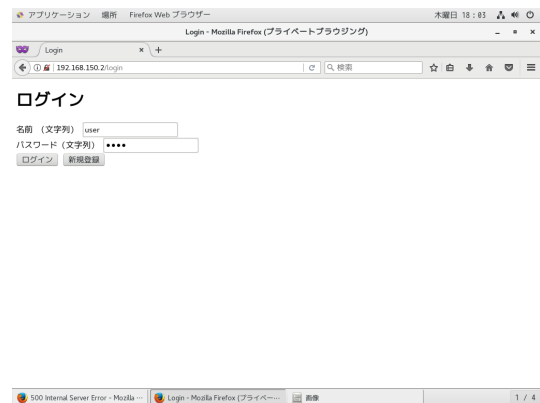 アプリケーション 場所 Firefox Web ブラウザー 木曜日 18:03
Login - Mozilla Firefox (プライベートブラウジング)
Login
192.168.150.2/login 検索
ログイン
名前 (文字列) user
パスワード (文字列) ••••
ログイン 新規登録
500 Internal Server Error - Mozilla … Login - Mozilla Firefox (プライベー… 画像 1 / 4